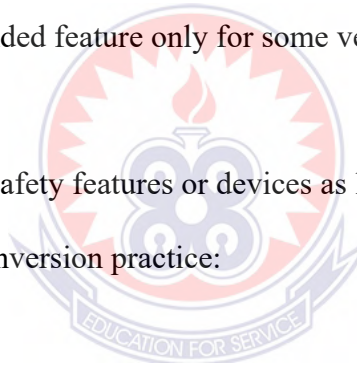 ded feature only for some ve
afety features or devices as
nversion practice:
EDUCATION FOR SERVICE